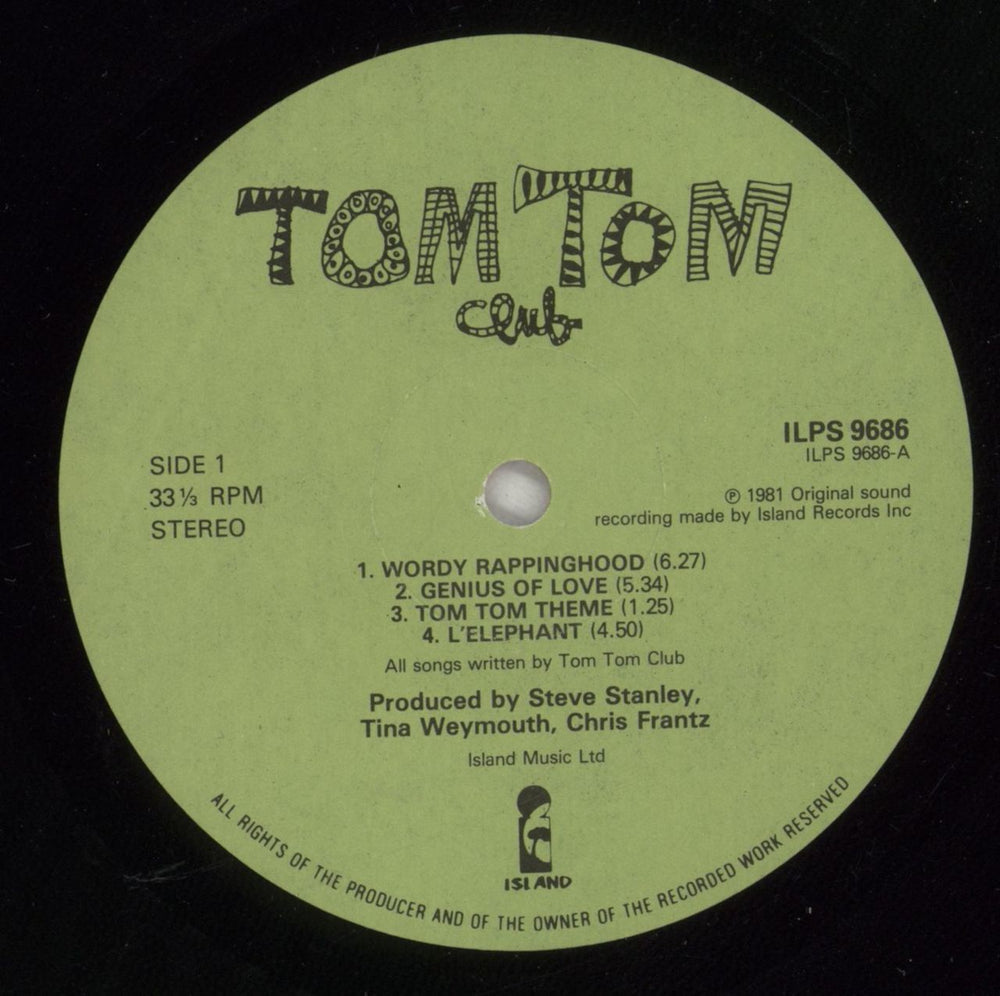 TOM TOM
club
ILPS 9686
ILPS 9686-A
SIDE 1
33⅓ RPM
STEREO
℗ 1981 Original sound
recording made by Island Records Inc
1. WORDY RAPPINGHOOD (6.27)
2. GENIUS OF LOVE (5.34)
3. TOM TOM THEME (1.25)
4. L'ELEPHANT (4.50)
All songs written by Tom Tom Club
Produced by Steve Stanley,
Tina Weymouth, Chris Frantz
Island Music Ltd
ISLAND
ALL RIGHTS OF THE PRODUCER AND OF THE OWNER OF THE RECORDED WORK RESERVED